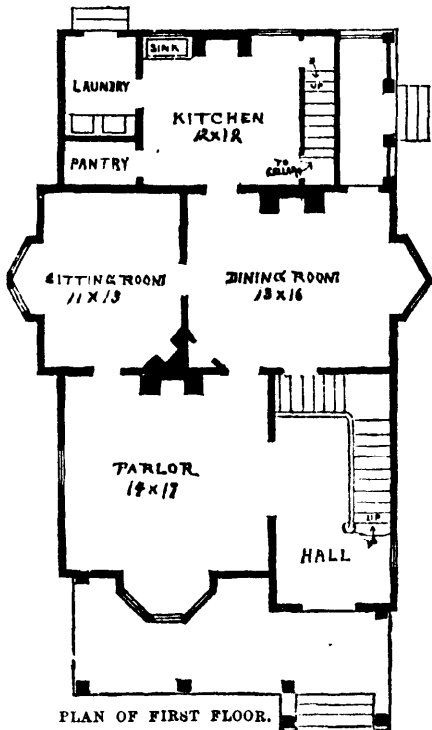 SINK
LAUNDRY
UP
KITCHEN
PANTRY
TO
CELLAR
SITTING ROOM
11 X 13
DINING ROOM
13 X 16
PARLOR
14 X 17
UP
HALL
PLAN OF FIRST FLOOR.